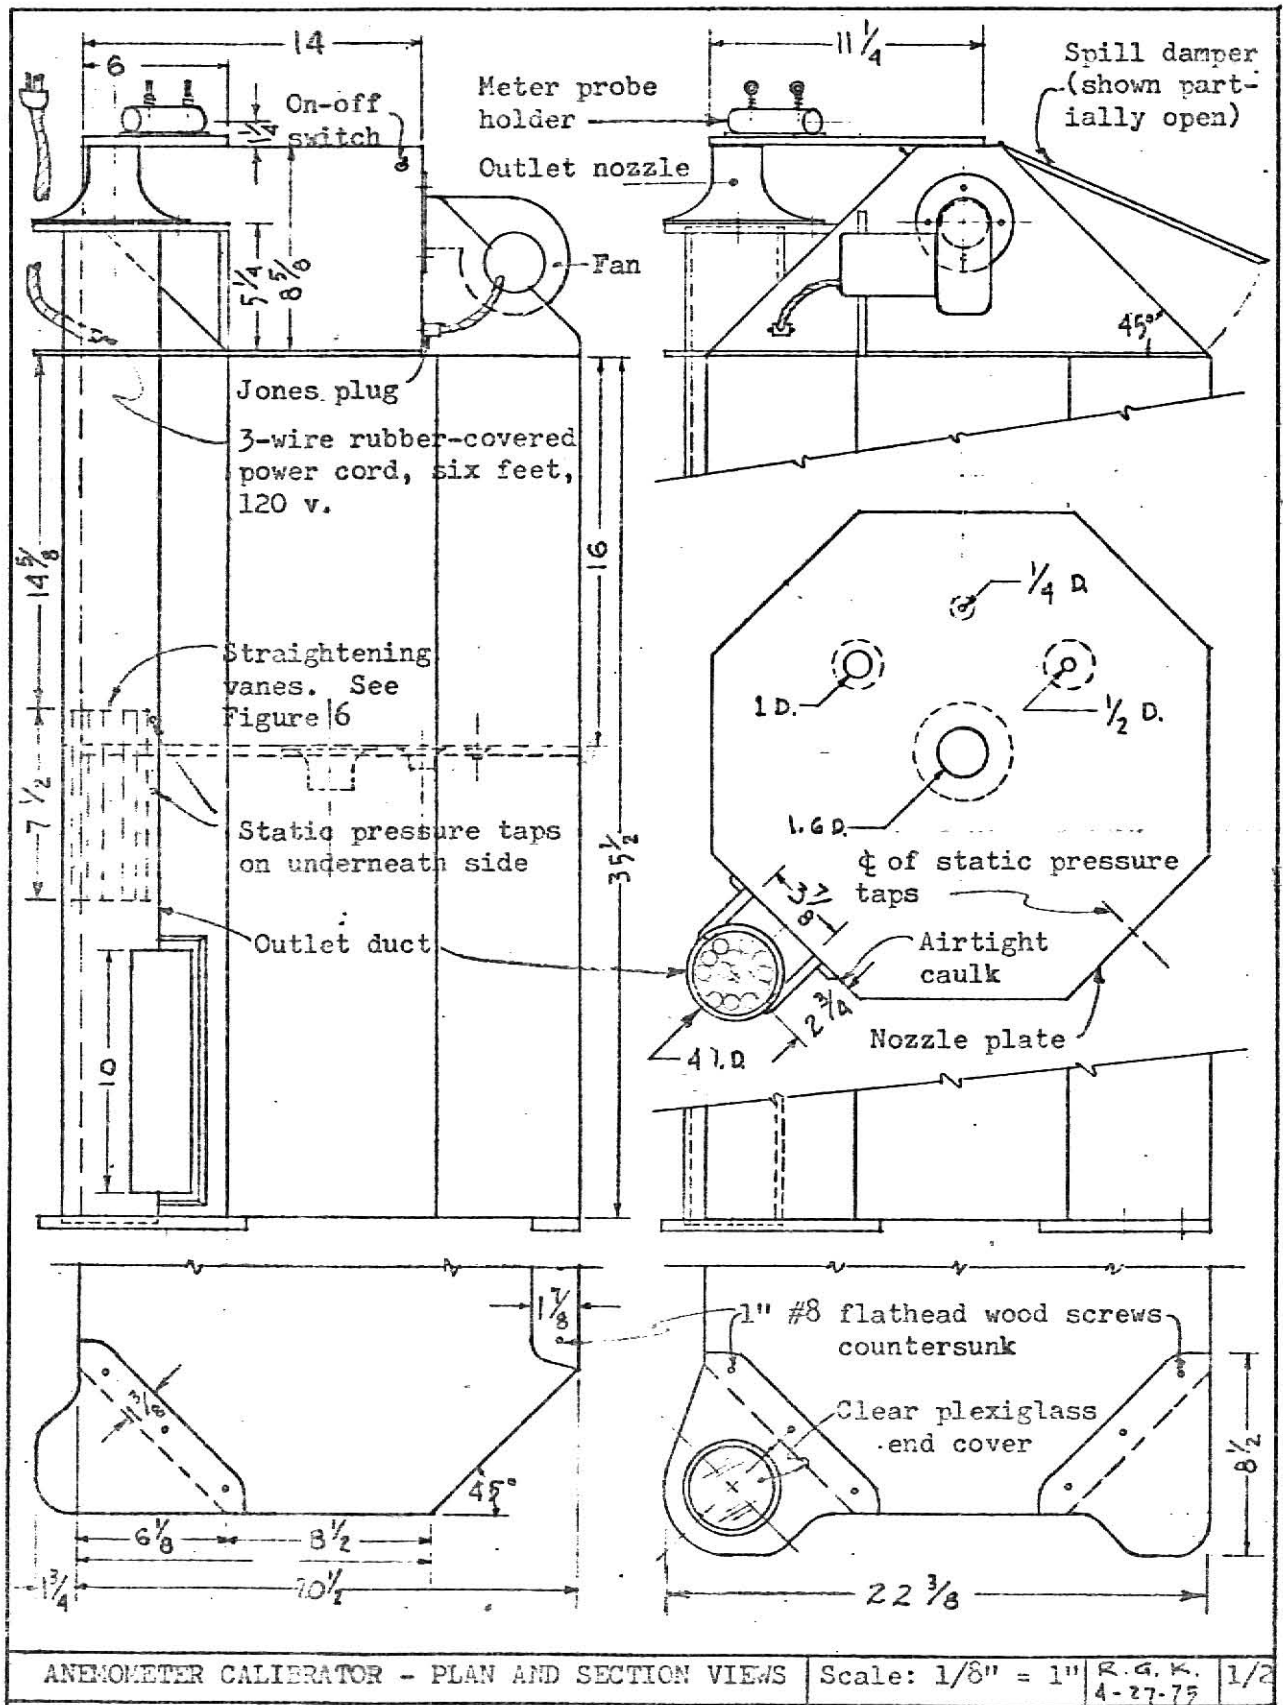 14
11 1/4
6
Spill damper
(shown part-
ially open)
Meter probe
holder
On-off
switch
1 1/4
Outlet nozzle
5 1/4
8 5/8
Fan
45°
Jones plug
3-wire rubber-covered
power cord, six feet,
120 v.
14 5/8
16
1/4 D.
Straightening
vanes. See
Figure 6
1 D.
1/2 D.
7 1/2
1.6 D.
Static pressure taps
on underneath side
35 1/2
℄ of static pressure
taps
3 7/8
Outlet duct
Airtight
caulk
2 3/4
Nozzle plate
4 I.D.
10
1 7/8
1" #8 flathead wood screws
countersunk
Clear plexiglass
end cover
8 1/2
45°
6 1/8
8 1/2
1 3/4
20 1/2
22 3/8
ANEMOMETER CALIBRATOR - PLAN AND SECTION VIEWS
Scale: 1/8" = 1"
R.G.K.
4-27-75
1/2